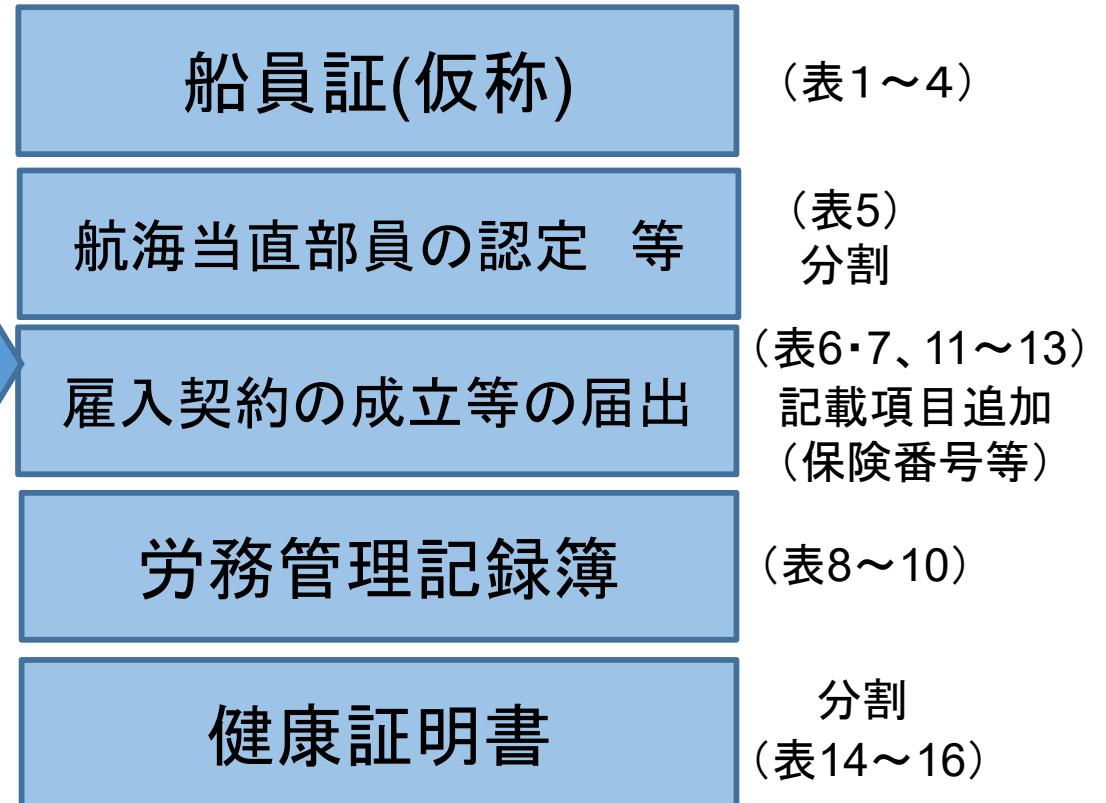 船員証(仮称)
（表１～４）
航海当直部員の認定　等
（表5）
分割
雇入契約の成立等の届出
（表6・7、11～13）
記載項目追加
（保険番号等）
労務管理記録簿
（表8～10）
健康証明書
分割
（表14～16）